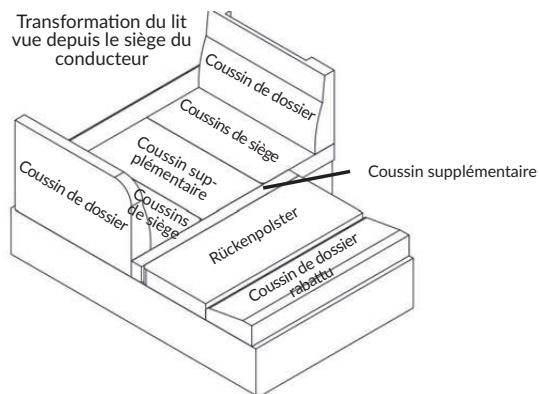 Transformation du lit
vue depuis le siège du
conducteur
Coussin de dossier
Coussins de siège
Coussin sup-
plémentaire
Coussin supplémentaire
Coussin de dossier
Coussins
de siège
Rückenpolster
Coussin de dossier
rabattu